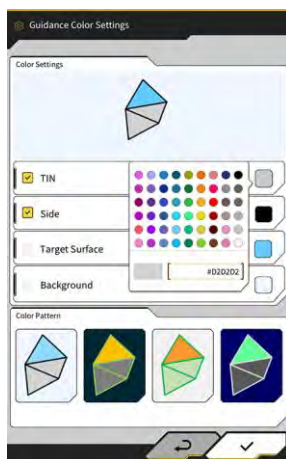 Guidance Color Settings
Color Settings
TIN
Side
Target Surface
#D2D2D2
Background
Color Pattern